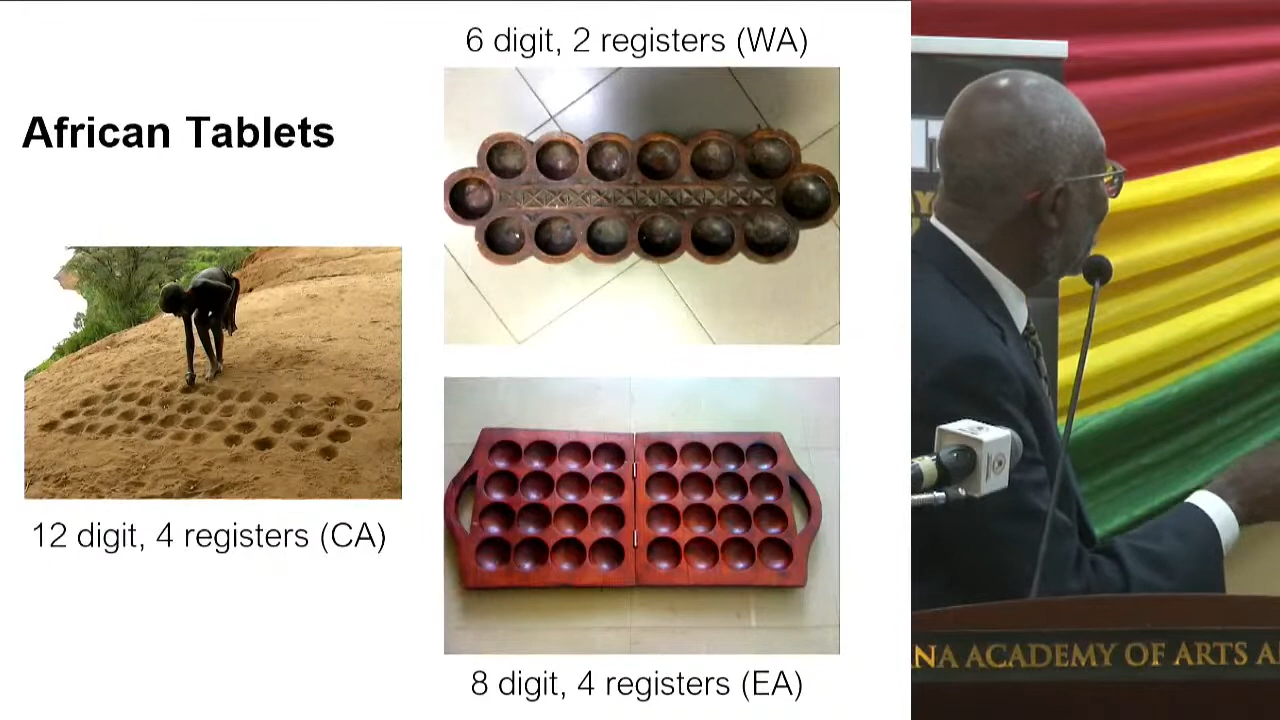 6 digit, 2 registers (WA)
African Tablets
12 digit, 4 registers (CA)
8 digit, 4 registers (EA)
NA ACADEMY OF ARTS A